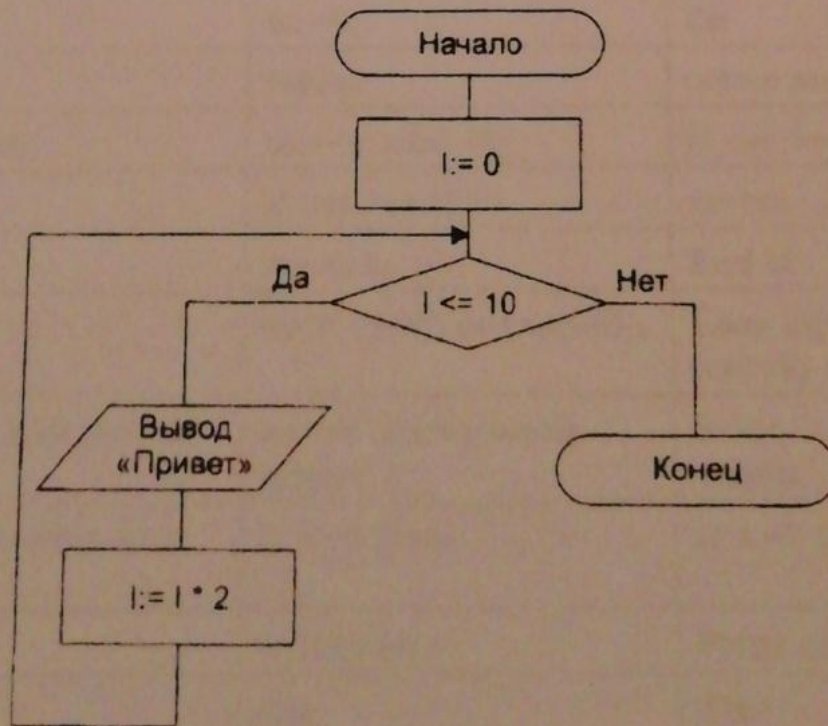 Начало
I:= 0
Да
I <= 10
Нет
Вывод
«Привет»
Конец
I:= I * 2